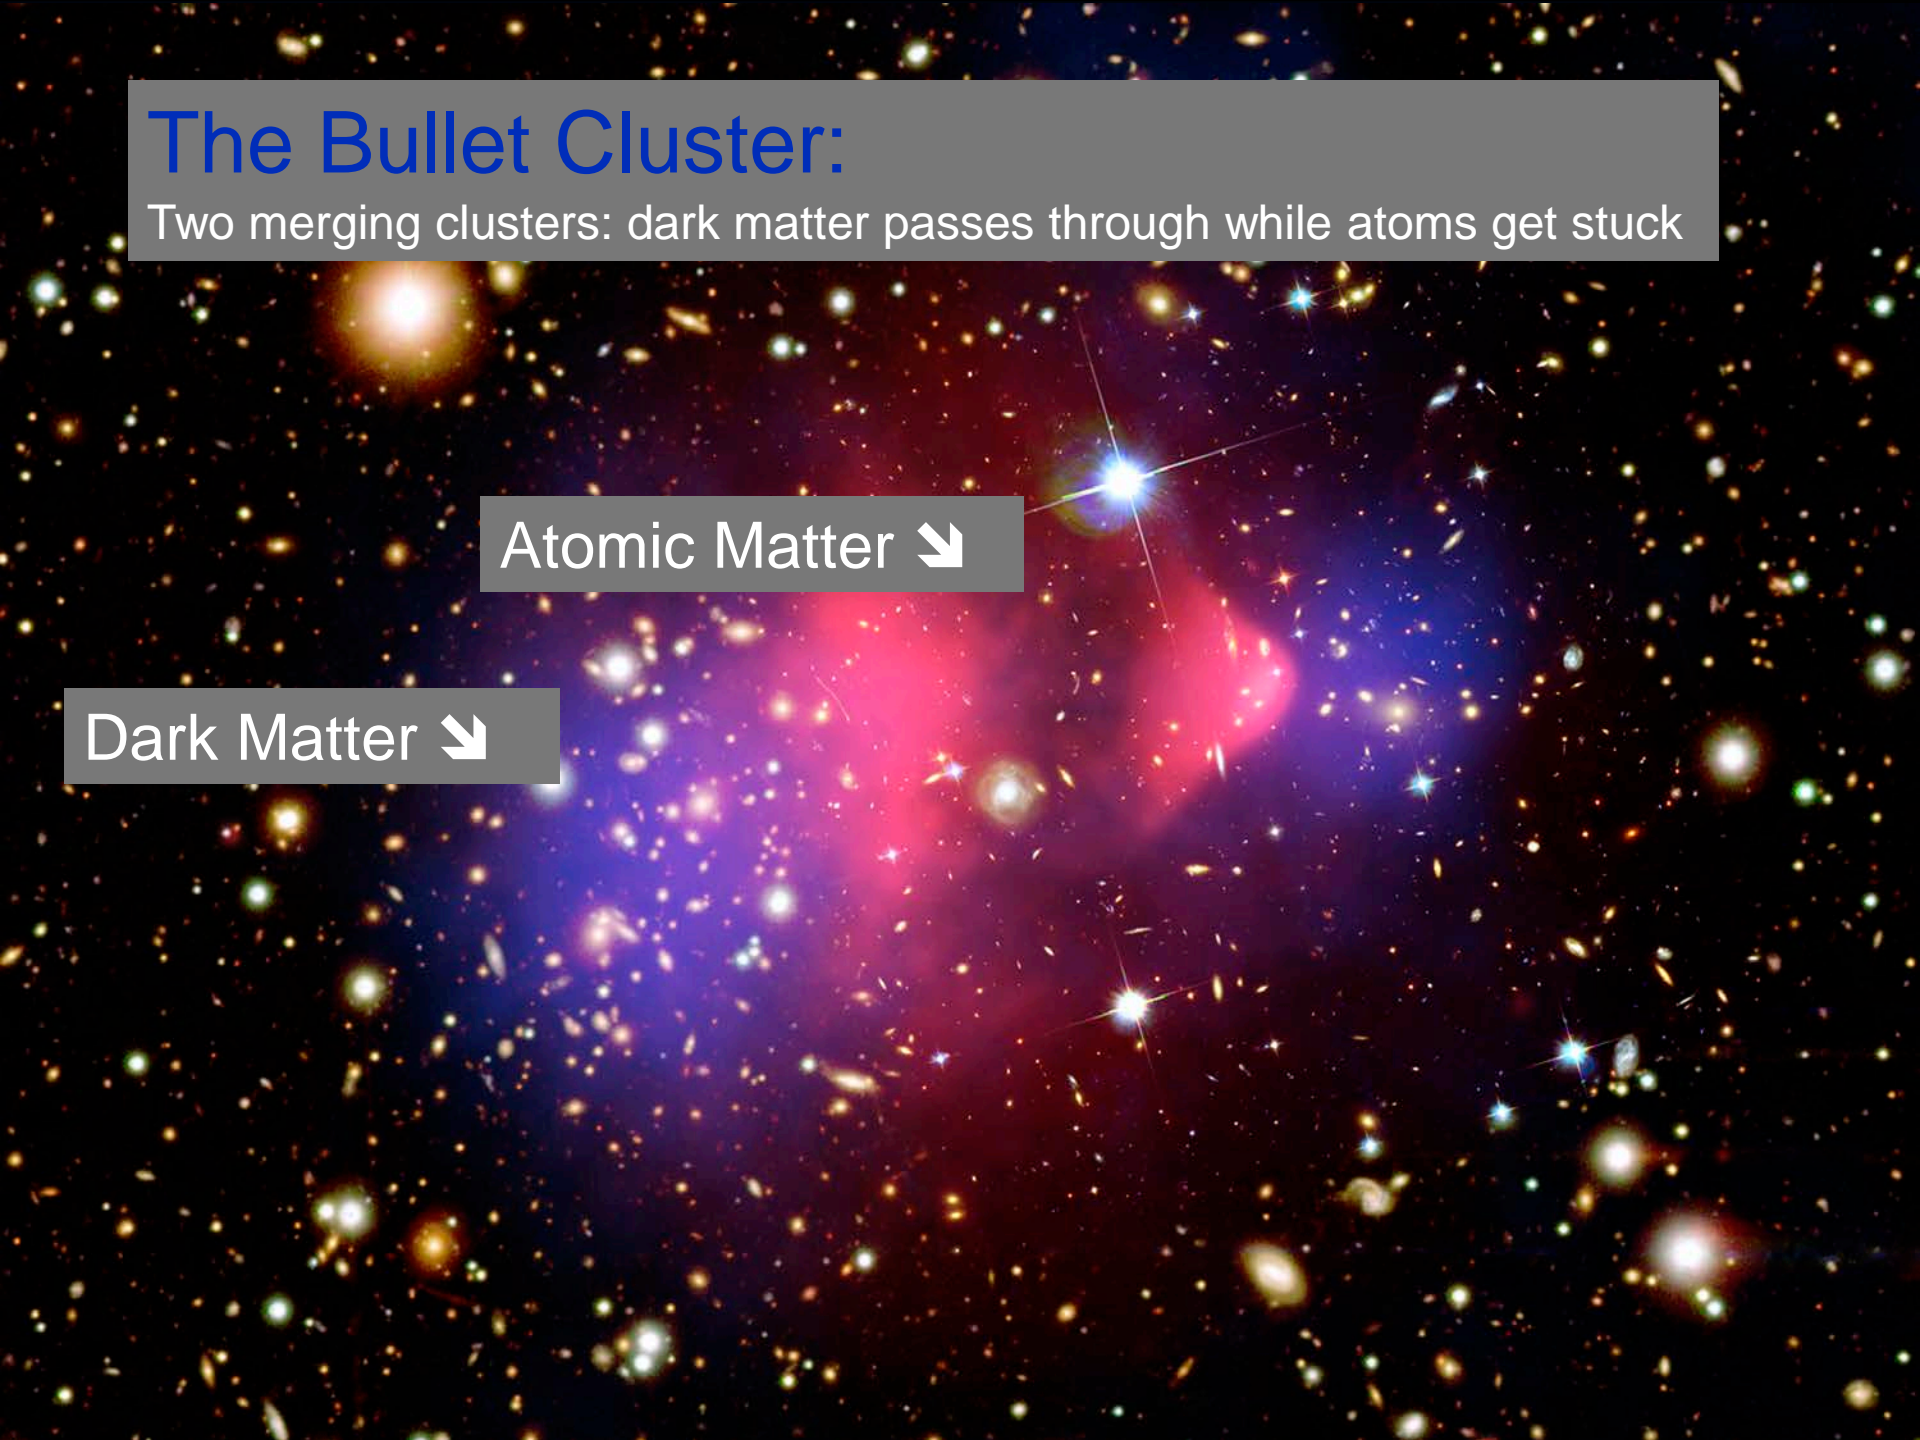 The Bullet Cluster:
Two merging clusters: dark matter passes through while atoms get stuck
Atomic Matter 🡮
Dark Matter 🡮